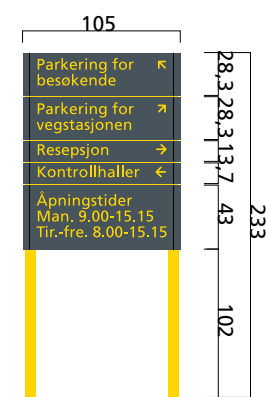 105
Parkering for ↖
besøkende
Parkering for ↗
vegstasjonen
Resepsjon →
Kontrollhaller ←
Åpningstider
Man. 9.00-15.15
Tir.-fre. 8.00-15.15
28,3
28,3
13,7
43
102
233